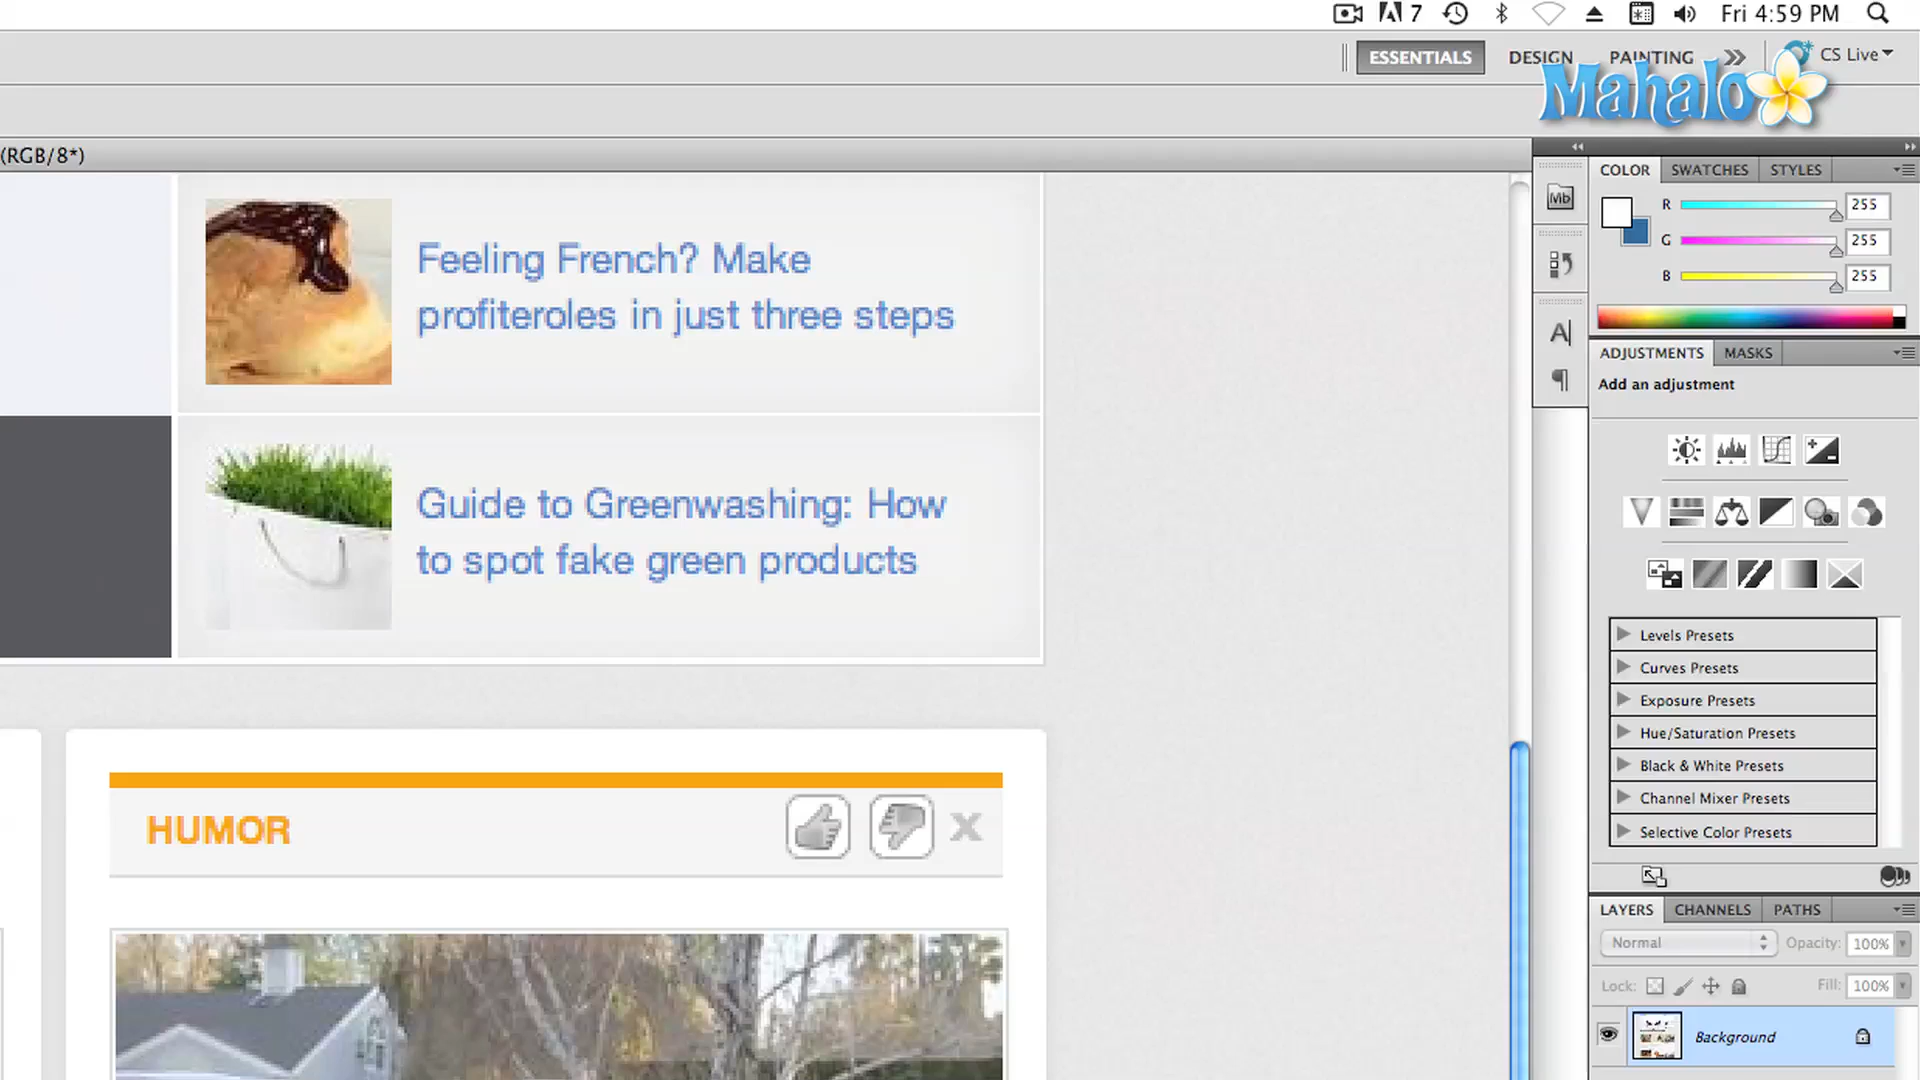 7 Fri 4:59 PM
ESSENTIALS DESIGN PAINTING CS Live
Mahalo
(RGB/8*)
COLOR SWATCHES STYLES
Mb
R 255
G 255
B 255
A
ADJUSTMENTS MASKS
Add an adjustment
Feeling French? Make
profiteroles in just three steps
Guide to Greenwashing: How
to spot fake green products
HUMOR
Levels Presets
Curves Presets
Exposure Presets
Hue/Saturation Presets
Black & White Presets
Channel Mixer Presets
Selective Color Presets
LAYERS CHANNELS PATHS
Normal Opacity: 100%
Lock: Fill: 100%
Background